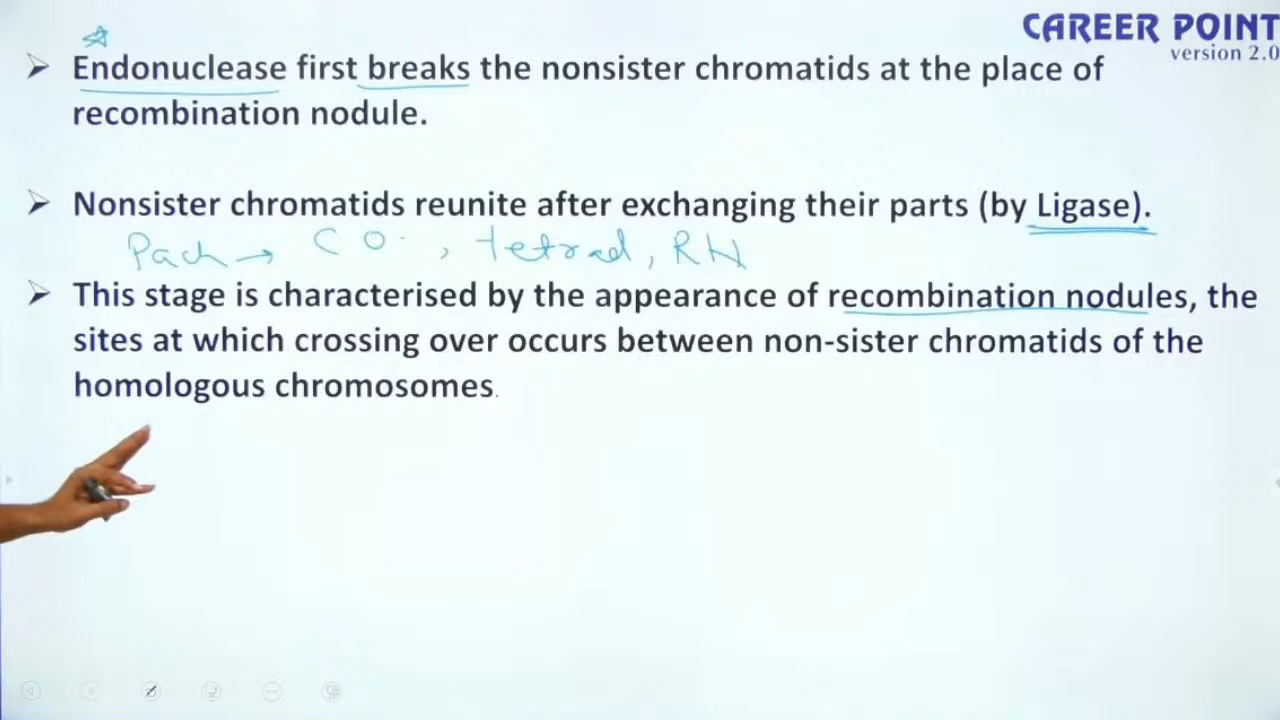 CAREER POINT
version 2.0
➤ Endonuclease first breaks the nonsister chromatids at the place of
recombination nodule.
➤ Nonsister chromatids reunite after exchanging their parts (by Ligase).
Pach → CO. , tetrad, RN
➤ This stage is characterised by the appearance of recombination nodules, the
sites at which crossing over occurs between non-sister chromatids of the
homologous chromosomes.